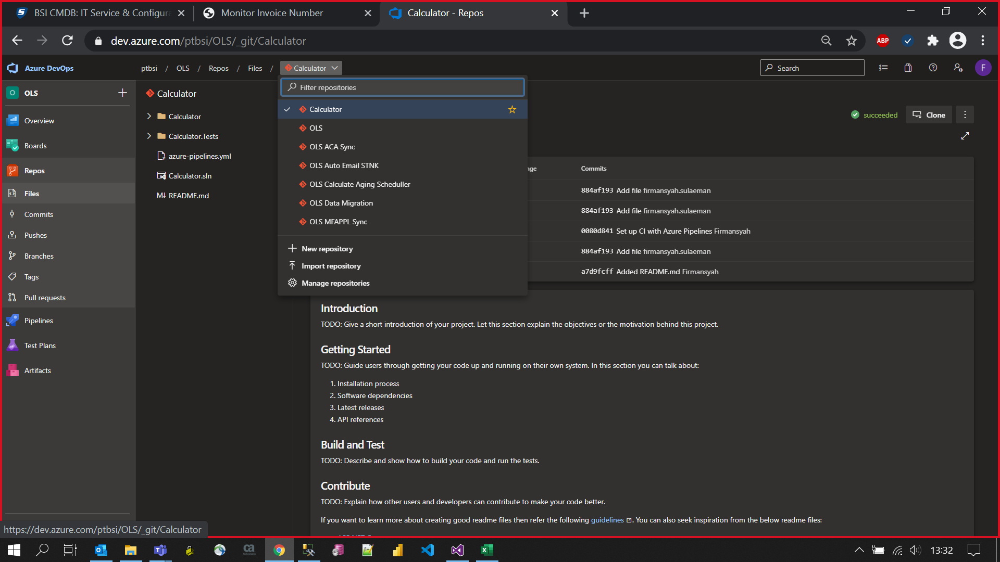 BSI CMDB: IT Service & Configura
Monitor Invoice Number
Calculator - Repos
dev.azure.com/ptbsi/OLS/_git/Calculator
ABP
Azure DevOps
ptbsi / OLS / Repos / Files / Calculator
Search
F
O OLS
Overview
Boards
Repos
Files
Commits
Pushes
Branches
Tags
Pull requests
Pipelines
Test Plans
Artifacts
Calculator
Calculator
Calculator.Tests
azure-pipelines.yml
Calculator.sln
M↓ README.md
Filter repositories
Calculator
OLS
OLS ACA Sync
OLS Auto Email STNK
OLS Calculate Aging Scheduller
OLS Data Migration
OLS MFAPPL Sync
New repository
Import repository
Manage repositories
succeeded
Clone
nge
Commits
884af193 Add file firmansyah.sulaeman
884af193 Add file firmansyah.sulaeman
0080d841 Set up CI with Azure Pipelines Firmansyah
884af193 Add file firmansyah.sulaeman
a7d9fcff Added README.md Firmansyah
Introduction
TODO: Give a short introduction of your project. Let this section explain the objectives or the motivation behind this project.
Getting Started
TODO: Guide users through getting your code up and running on their own system. In this section you can talk about:
1. Installation process
2. Software dependencies
3. Latest releases
4. API references
Build and Test
TODO: Describe and show how to build your code and run the tests.
Contribute
TODO: Explain how other users and developers can contribute to make your code better.
If you want to learn more about creating good readme files then refer the following guidelines. You can also seek inspiration from the below readme files:
https://dev.azure.com/ptbsi/OLS/_git/Calculator
ca
13:32